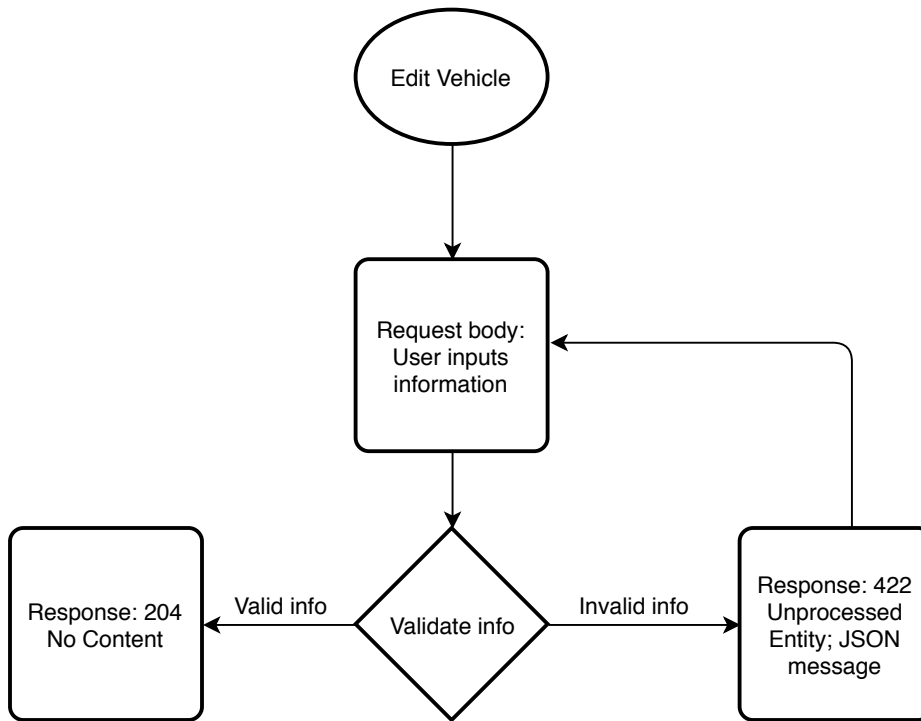 Edit Vehicle
Request body:
User inputs
information
Response: 204
No Content
Valid info
Validate info
Invalid info
Response: 422
Unprocessed
Entity; JSON
message